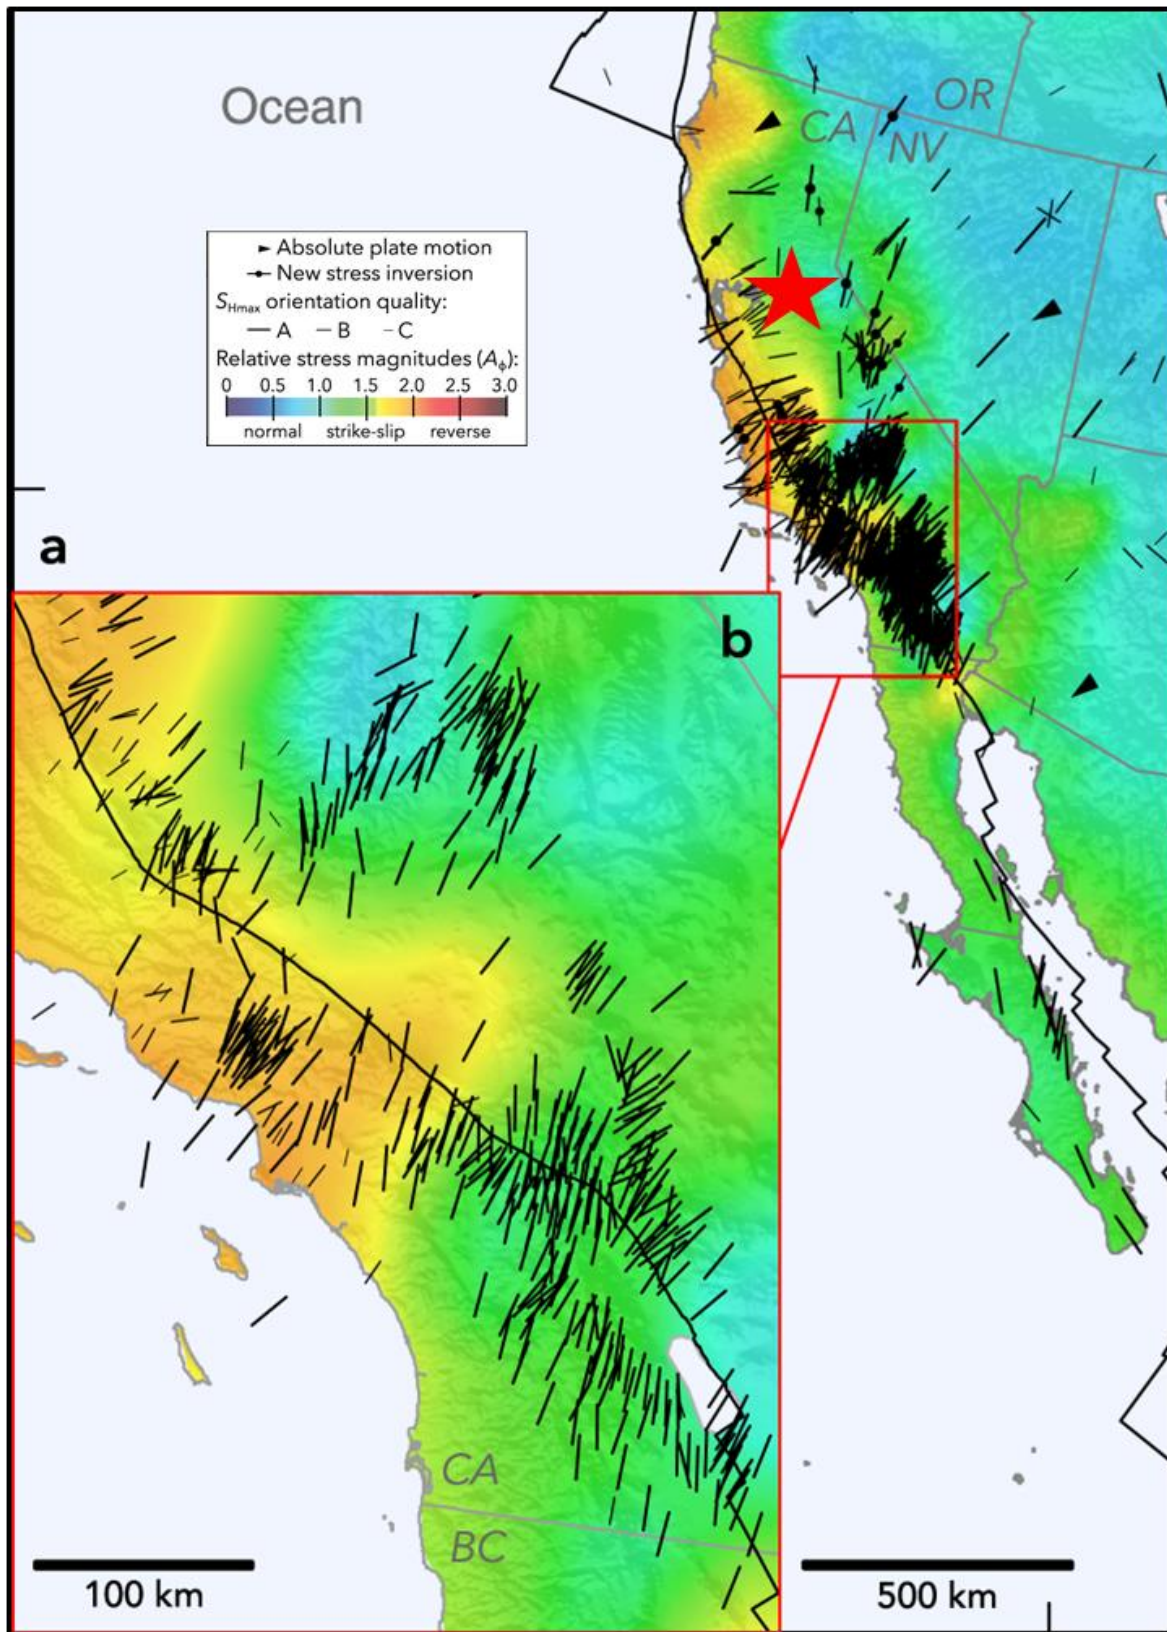 Ocean
OR
CA
NV
Absolute plate motion
New stress inversion
SHmax orientation quality:
A B C
Relative stress magnitudes (Aϕ):
0 0.5 1.0 1.5 2.0 2.5 3.0
normal strike-slip reverse
a
b
CA
BC
100 km
500 km